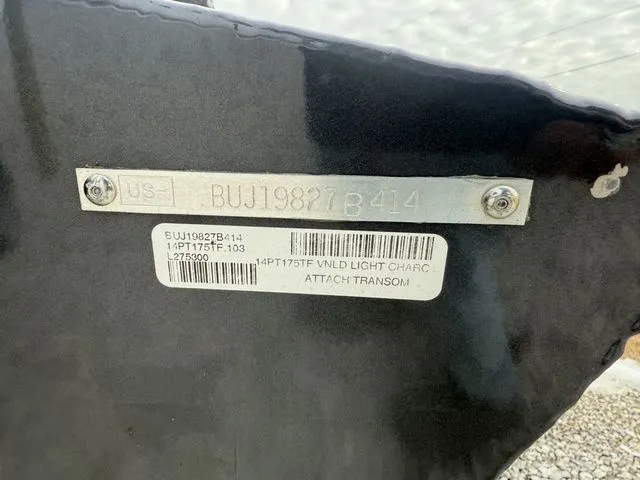 US- BUJ19827B414
BUJ19827B414
14PT175TF.103
L275300
14PT175TF VNLD LIGHT CHARC
ATTACH TRANSOM